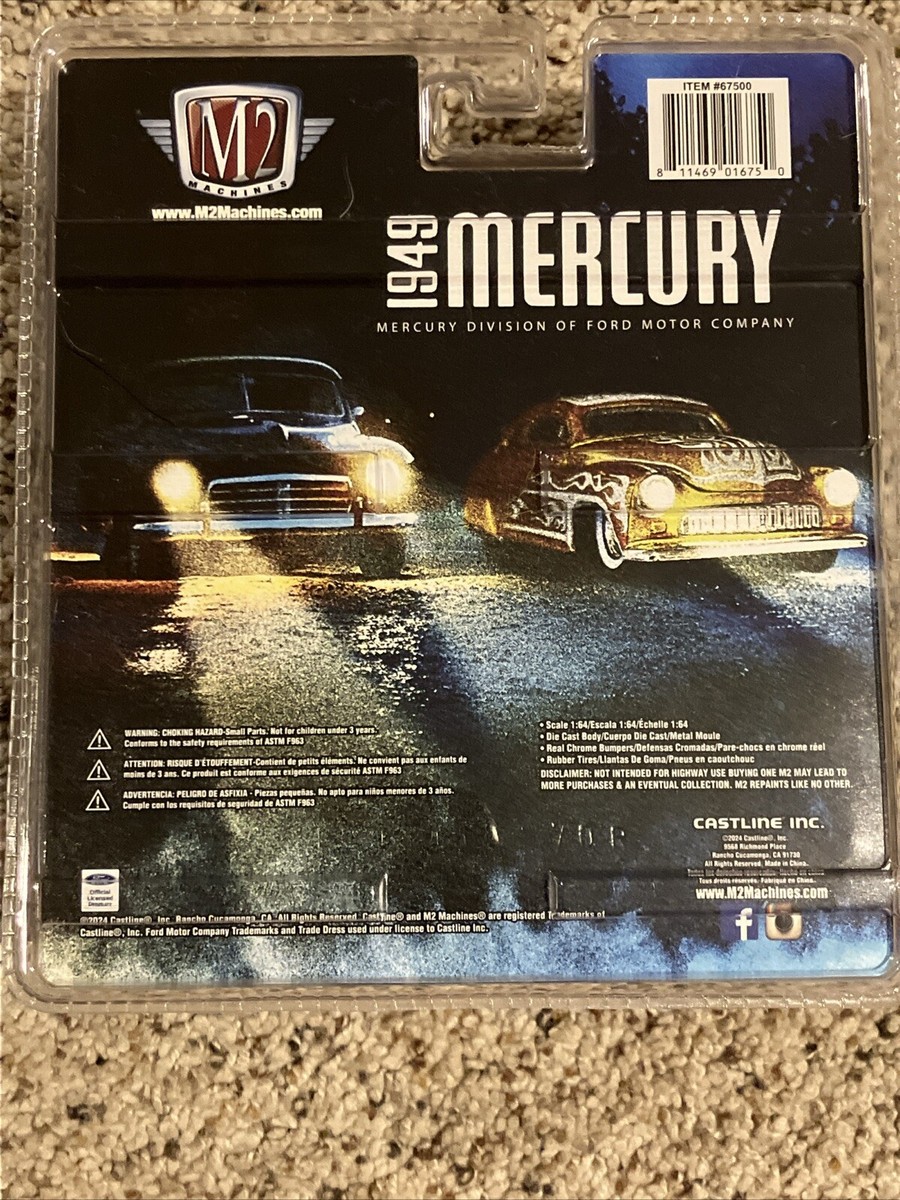 M2
MACHINES
www.M2Machines.com
ITEM #67500
8 11469 01675 0
1949 MERCURY
MERCURY DIVISION OF FORD MOTOR COMPANY
WARNING: CHOKING HAZARD-Small Parts. Not for children under 3 years.
Conforms to the safety requirements of ASTM F963
ATTENTION: RISQUE D'ÉTOUFFEMENT-Contient de petits éléments. Ne convient pas aux enfants de
moins de 3 ans. Ce produit est conforme aux exigences de sécurité ASTM F963
ADVERTENCIA: PELIGRO DE ASFIXIA - Piezas pequeñas. No apto para niños menores de 3 años.
Cumple con los requisitos de seguridad de ASTM F963
• Scale 1:64/Escala 1:64/Échelle 1:64
• Die Cast Body/Cuerpo Die Cast/Metal Moule
• Real Chrome Bumpers/Defensas Cromadas/Pare-chocs en chrome réel
• Rubber Tires/Llantas De Goma/Pneus en caoutchouc
DISCLAIMER: NOT INTENDED FOR HIGHWAY USE BUYING ONE M2 MAY LEAD TO
MORE PURCHASES & AN EVENTUAL COLLECTION. M2 REPAINTS LIKE NO OTHER.
CASTLINE INC.
©2024 Castline®, Inc.
9568 Richmond Place
Rancho Cucamonga, CA 91730
All Rights Reserved. Made in China.
Tous droits réservés. Fabriqué en Chine.
www.M2Machines.com
Ford
Official
Licensed
Product
©2024 Castline®, Inc. Rancho Cucamonga, CA. All Rights Reserved. Castline® and M2 Machines® are registered Trademarks of
Castline®, Inc. Ford Motor Company Trademarks and Trade Dress used under license to Castline Inc.